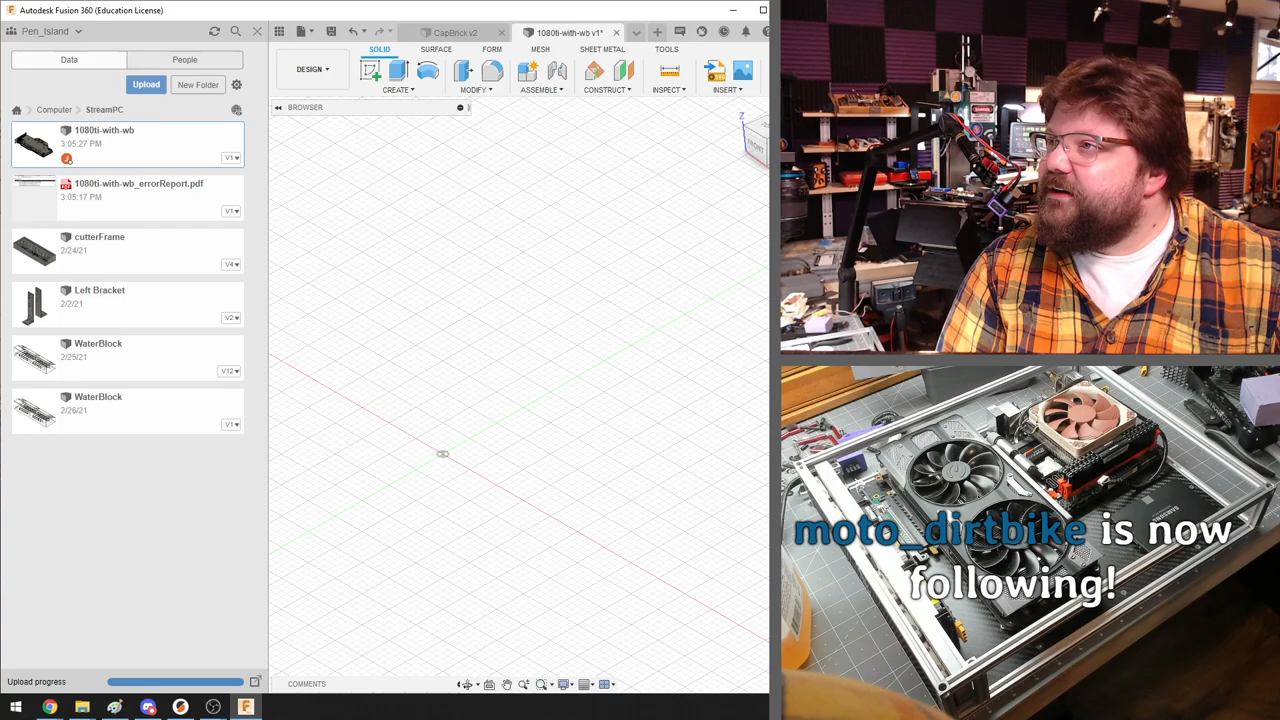 Autodesk Fusion 360 (Education License)
Pen_Island
CapBrick v2
1080ti-with-wb v1*
Data
People
SOLID
SURFACE
FORM
MESH
SHEET METAL
TOOLS
DESIGN
Upload
New Folder
CREATE
MODIFY
ASSEMBLE
CONSTRUCT
INSPECT
INSERT
Computer
StreamPC
BROWSER
1080ti-with-wb
3:05:27 PM
V1
1080ti-with-wb_errorReport.pdf
3:05:17 PM
V1
cutterFrame
2/24/21
V4
Left Bracket
2/2/21
V2
WaterBlock
2/25/21
V12
WaterBlock
2/26/21
V1
Z
FRONT
SAMSUNG
moto_dirtbike is now
following!
Upload progress
COMMENTS